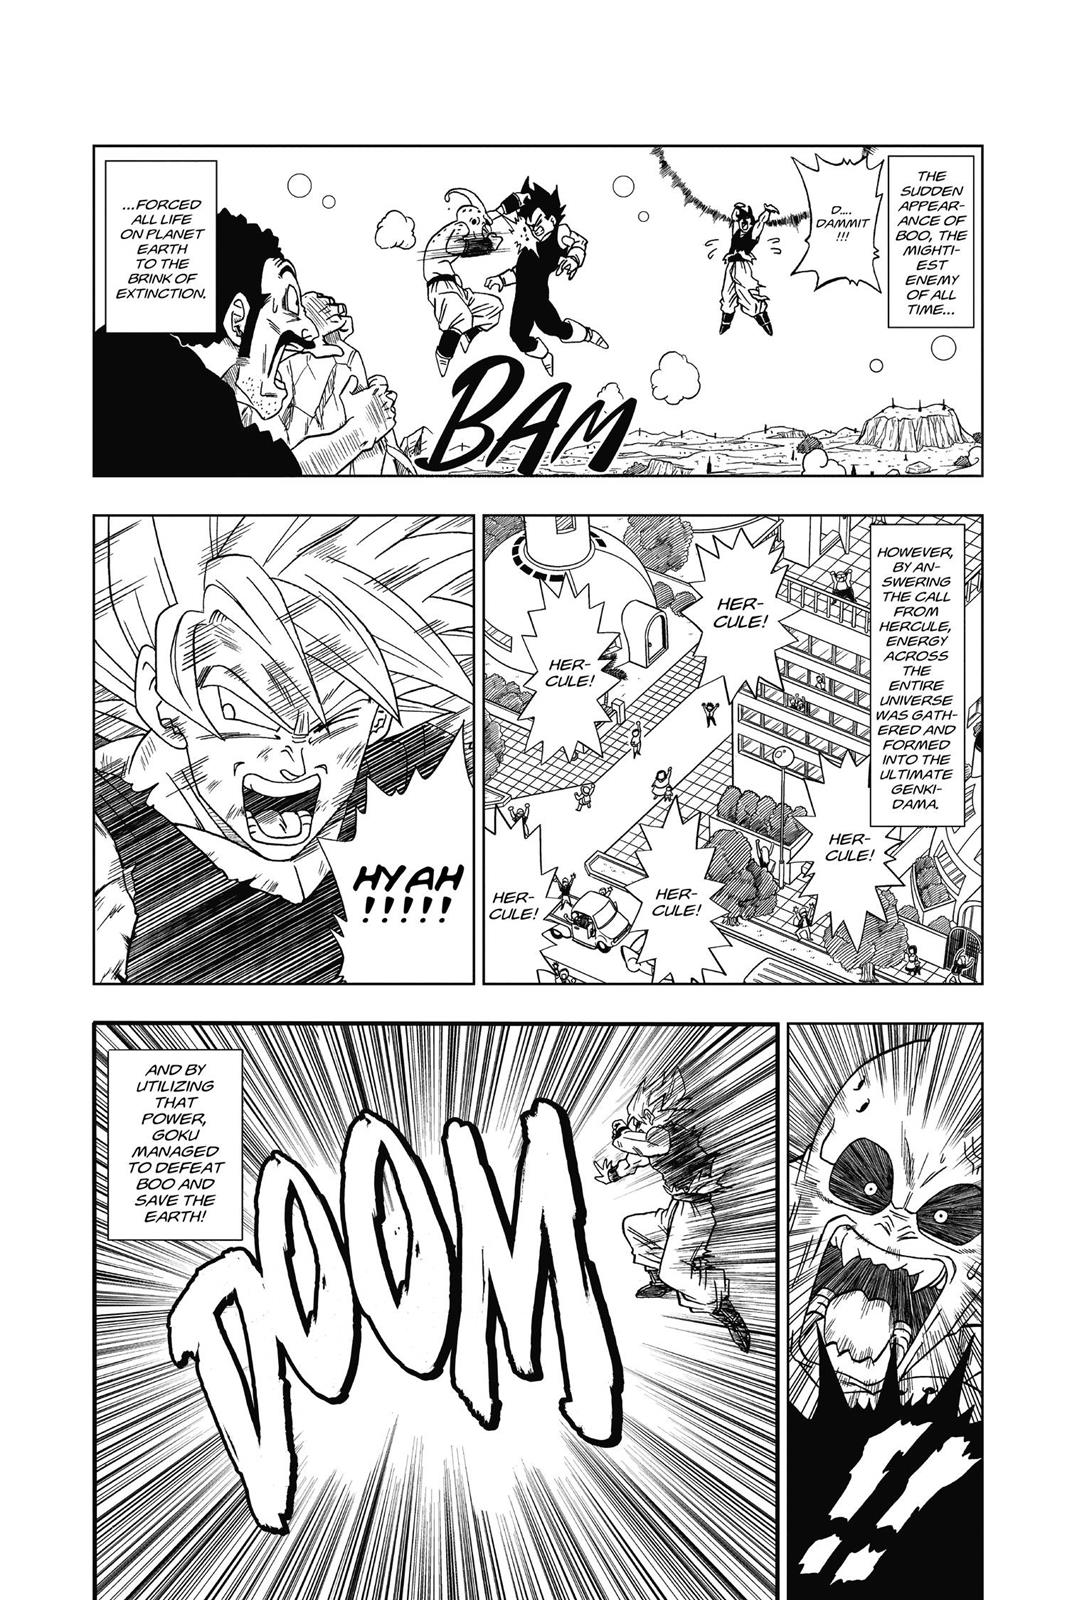 THE
SUDDEN
APPEAR-
ANCE OF
BOO, THE
MIGHTI-
EST
ENEMY
OF ALL
TIME...
D....
DAMMIT
!!!
BAM
...FORCED
ALL LIFE
ON PLANET
EARTH
TO THE
BRINK OF
EXTINCTION.
HOWEVER,
BY AN-
SWERING
THE CALL
FROM
HERCULE,
ENERGY
ACROSS
THE
ENTIRE
UNIVERSE
WAS GATH-
ERED AND
FORMED
INTO THE
ULTIMATE
GENKI-
DAMA.
HER-
CULE!
HER-
CULE!
HER-
CULE!
HER-
CULE!
HER-
CULE!
HYAH
!!!!!
!!
DOOM
AND BY
UTILIZING
THAT
POWER,
GOKU
MANAGED
TO DEFEAT
BOO AND
SAVE THE
EARTH!